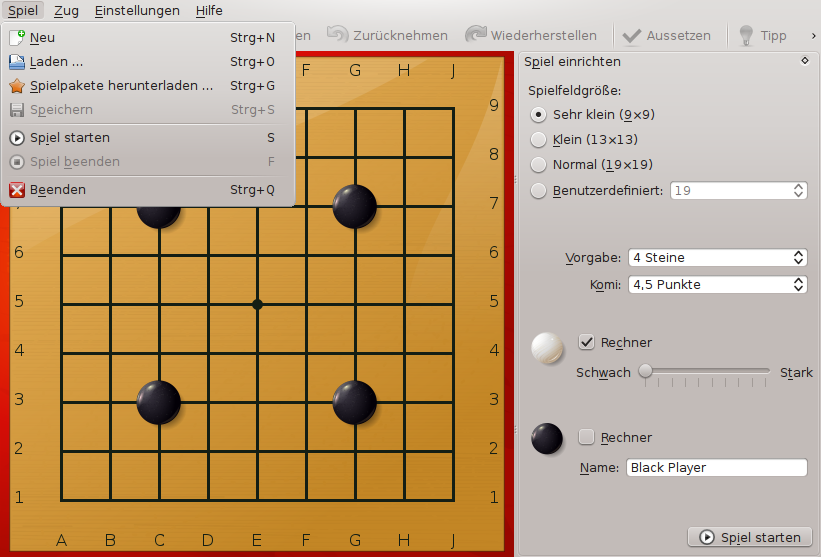 Spiel Zug Einstellungen Hilfe
Neu Strg+N
Laden ... Strg+O
Spielpakete herunterladen ... Strg+G
Speichern Strg+S
Spiel starten S
Spiel beenden F
Beenden Strg+Q
en Zurücknehmen Wiederherstellen Aussetzen Tipp
F G H J
9
8
7
6 6
5 5
4 4
3 3
2 2
1 1
A B C D E F G H J
Spiel einrichten
Spielfeldgröße:
Sehr klein (9×9)
Klein (13×13)
Normal (19×19)
Benutzerdefiniert: 19
Vorgabe: 4 Steine
Komi: 4,5 Punkte
Rechner
Schwach Stark
Rechner
Name: Black Player
Spiel starten